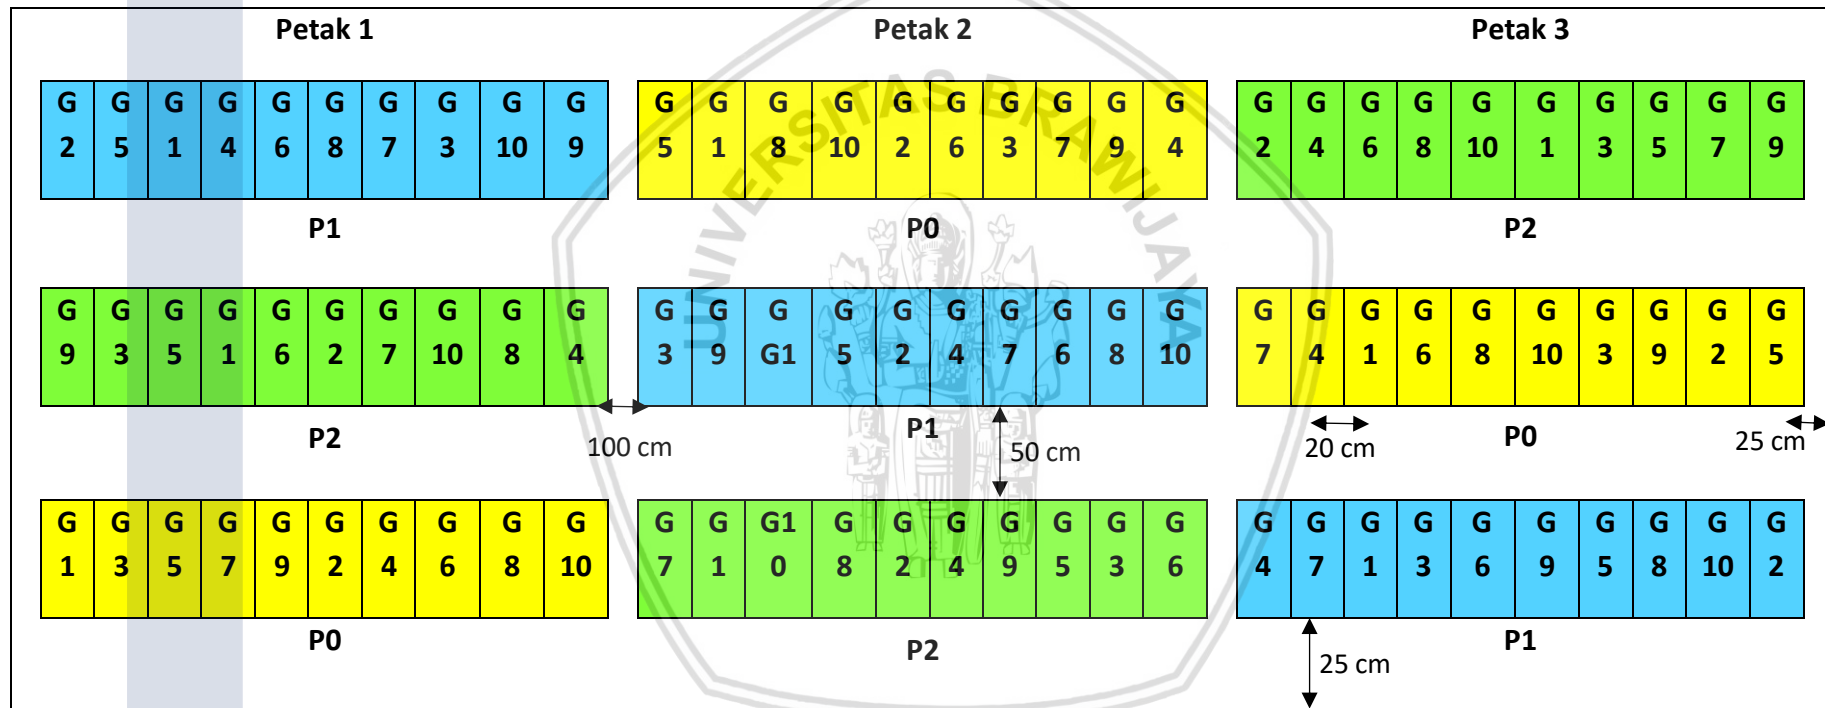 Petak 1 Petak 2 Petak 3
G G G G G G G G G G G G G G G G G G G G G G G G G G G G G G
2 5 1 4 6 8 7 3 10 9 5 1 8 10 2 6 3 7 9 4 2 4 6 8 10 1 3 5 7 9
P1 P0 P2
G G G G G G G G G G G G G G G G G G G G G G G G G G G G G G
9 3 5 1 6 2 7 10 8 4 3 9 G1 5 2 4 7 6 8 10 7 4 1 6 8 10 3 9 2 5
P2 P1 P0
100 cm 50 cm 20 cm 25 cm
G G G G G G G G G G G G G1 G G G G G G G G G G G G G G G G G
1 3 5 7 9 2 4 6 8 10 7 1 0 8 2 4 9 5 3 6 4 7 1 3 6 9 5 8 10 2
P0 P2 P1
25 cm
UNIVERSITAS BRAWIJAYA